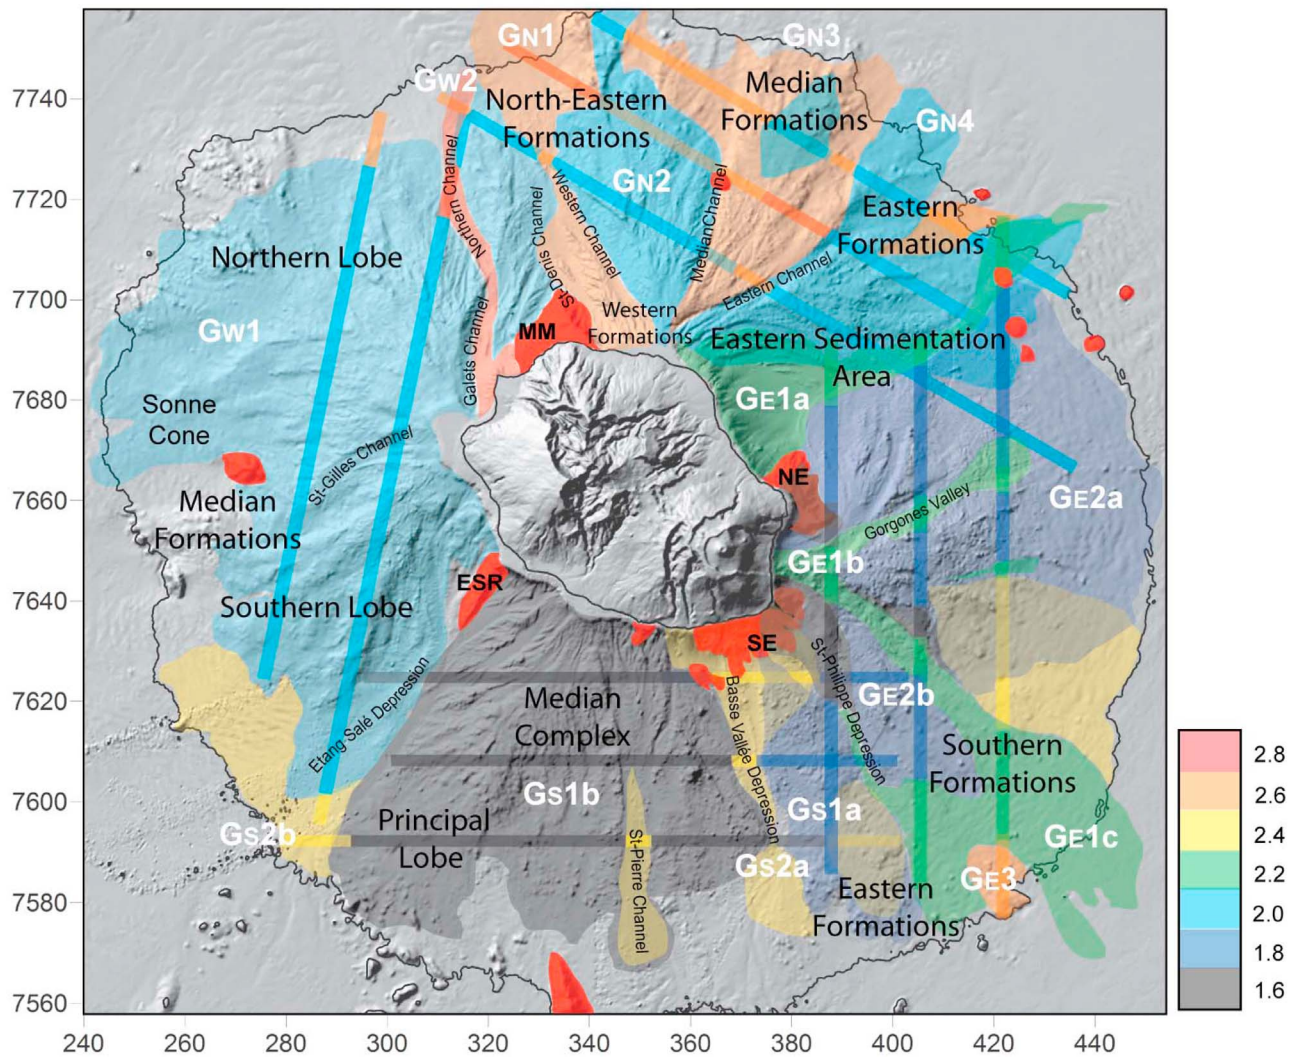 GN1
GN3
GW2
Median
Formations
7740
North-Eastern
Formations
GN4
Northern Channel
Western Channel
GN2
St-Denis Channel
MedianChannel
7720
Eastern
Formations
Northern Lobe
Eastern Channel
7700
Galets Channel
Western
Formations
GW1
MM
Eastern Sedimentation
Area
7680
GE1a
Sonne
Cone
St-Gilles Channel
NE
7660
Median
Formations
Gorgones Valley
GE2a
GE1b
ESR
7640
Southern Lobe
SE
St-Philippe Depression
Basse Vallée Depression
Etang-Salé Depression
7620
Median
Complex
GE2b
Southern
Formations
7600
GS1b
GS1a
Principal
Lobe
GS2b
GE1c
St-Pierre Channel
GS2a
GE3
7580
Eastern
Formations
7560
240 260 280 300 320 340 360 380 400 420 440
2.8
2.6
2.4
2.2
2.0
1.8
1.6